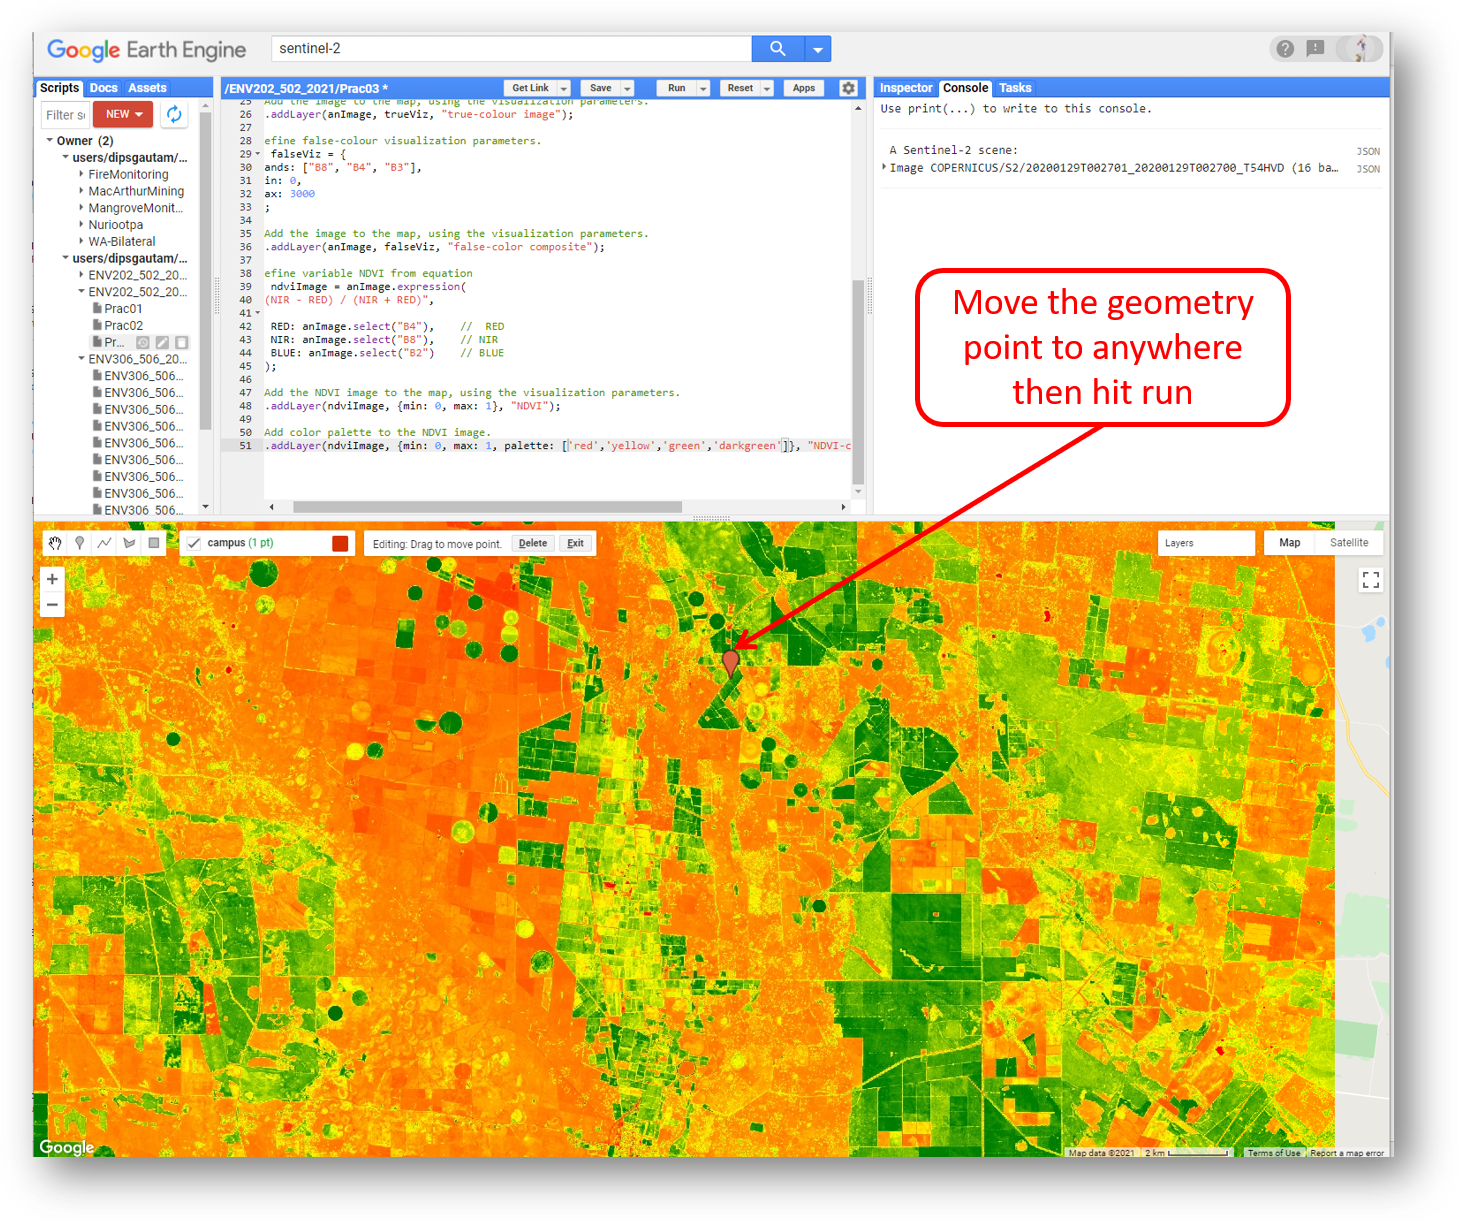 Google Earth Engine
sentinel-2
Scripts Docs Assets
/ENV202_502_2021/Prac03 *
Get Link Save Run Reset Apps
Inspector Console Tasks
Filter
NEW
Owner (2)
users/dipsgautam/...
FireMonitoring
MacArthurMining
MangroveMonit...
Nuriootpa
WA-Bilateral
users/dipsgautam/...
ENV202_502_20...
ENV202_502_20...
Prac01
Prac02
Pr...
ENV306_506_20...
ENV306_506...
ENV306_506...
ENV306_506...
ENV306_506...
ENV306_506...
ENV306_506...
ENV306_506...
ENV306_506...
ENV306 506...
25 Add the image to the map, using the visualization parameters.
26 .addLayer(anImage, trueViz, "true-colour image");
27
28 efine false-colour visualization parameters.
29 falseViz = {
30 ands: ["B8", "B4", "B3"],
31 in: 0,
32 ax: 3000
33 ;
34
35 Add the image to the map, using the visualization parameters.
36 .addLayer(anImage, falseViz, "false-color composite");
37
38 efine variable NDVI from equation
39 ndviImage = anImage.expression(
40 (NIR - RED) / (NIR + RED)",
41
42 RED: anImage.select("B4"), // RED
43 NIR: anImage.select("B8"), // NIR
44 BLUE: anImage.select("B2") // BLUE
45 );
46
47 Add the NDVI image to the map, using the visualization parameters.
48 .addLayer(ndviImage, {min: 0, max: 1}, "NDVI");
49
50 Add color palette to the NDVI image.
51 .addLayer(ndviImage, {min: 0, max: 1, palette: ['red','yellow','green','darkgreen']}, "NDVI-c
Use print(...) to write to this console.
A Sentinel-2 scene: JSON
Image COPERNICUS/S2/20200129T002701_20200129T002700_T54HVD (16 ba... JSON
Move the geometry
point to anywhere
then hit run
campus (1 pt)
Editing: Drag to move point. Delete Exit
Layers
Map Satellite
+
−
Google
Map data ©2021 2 km Terms of Use Report a map error